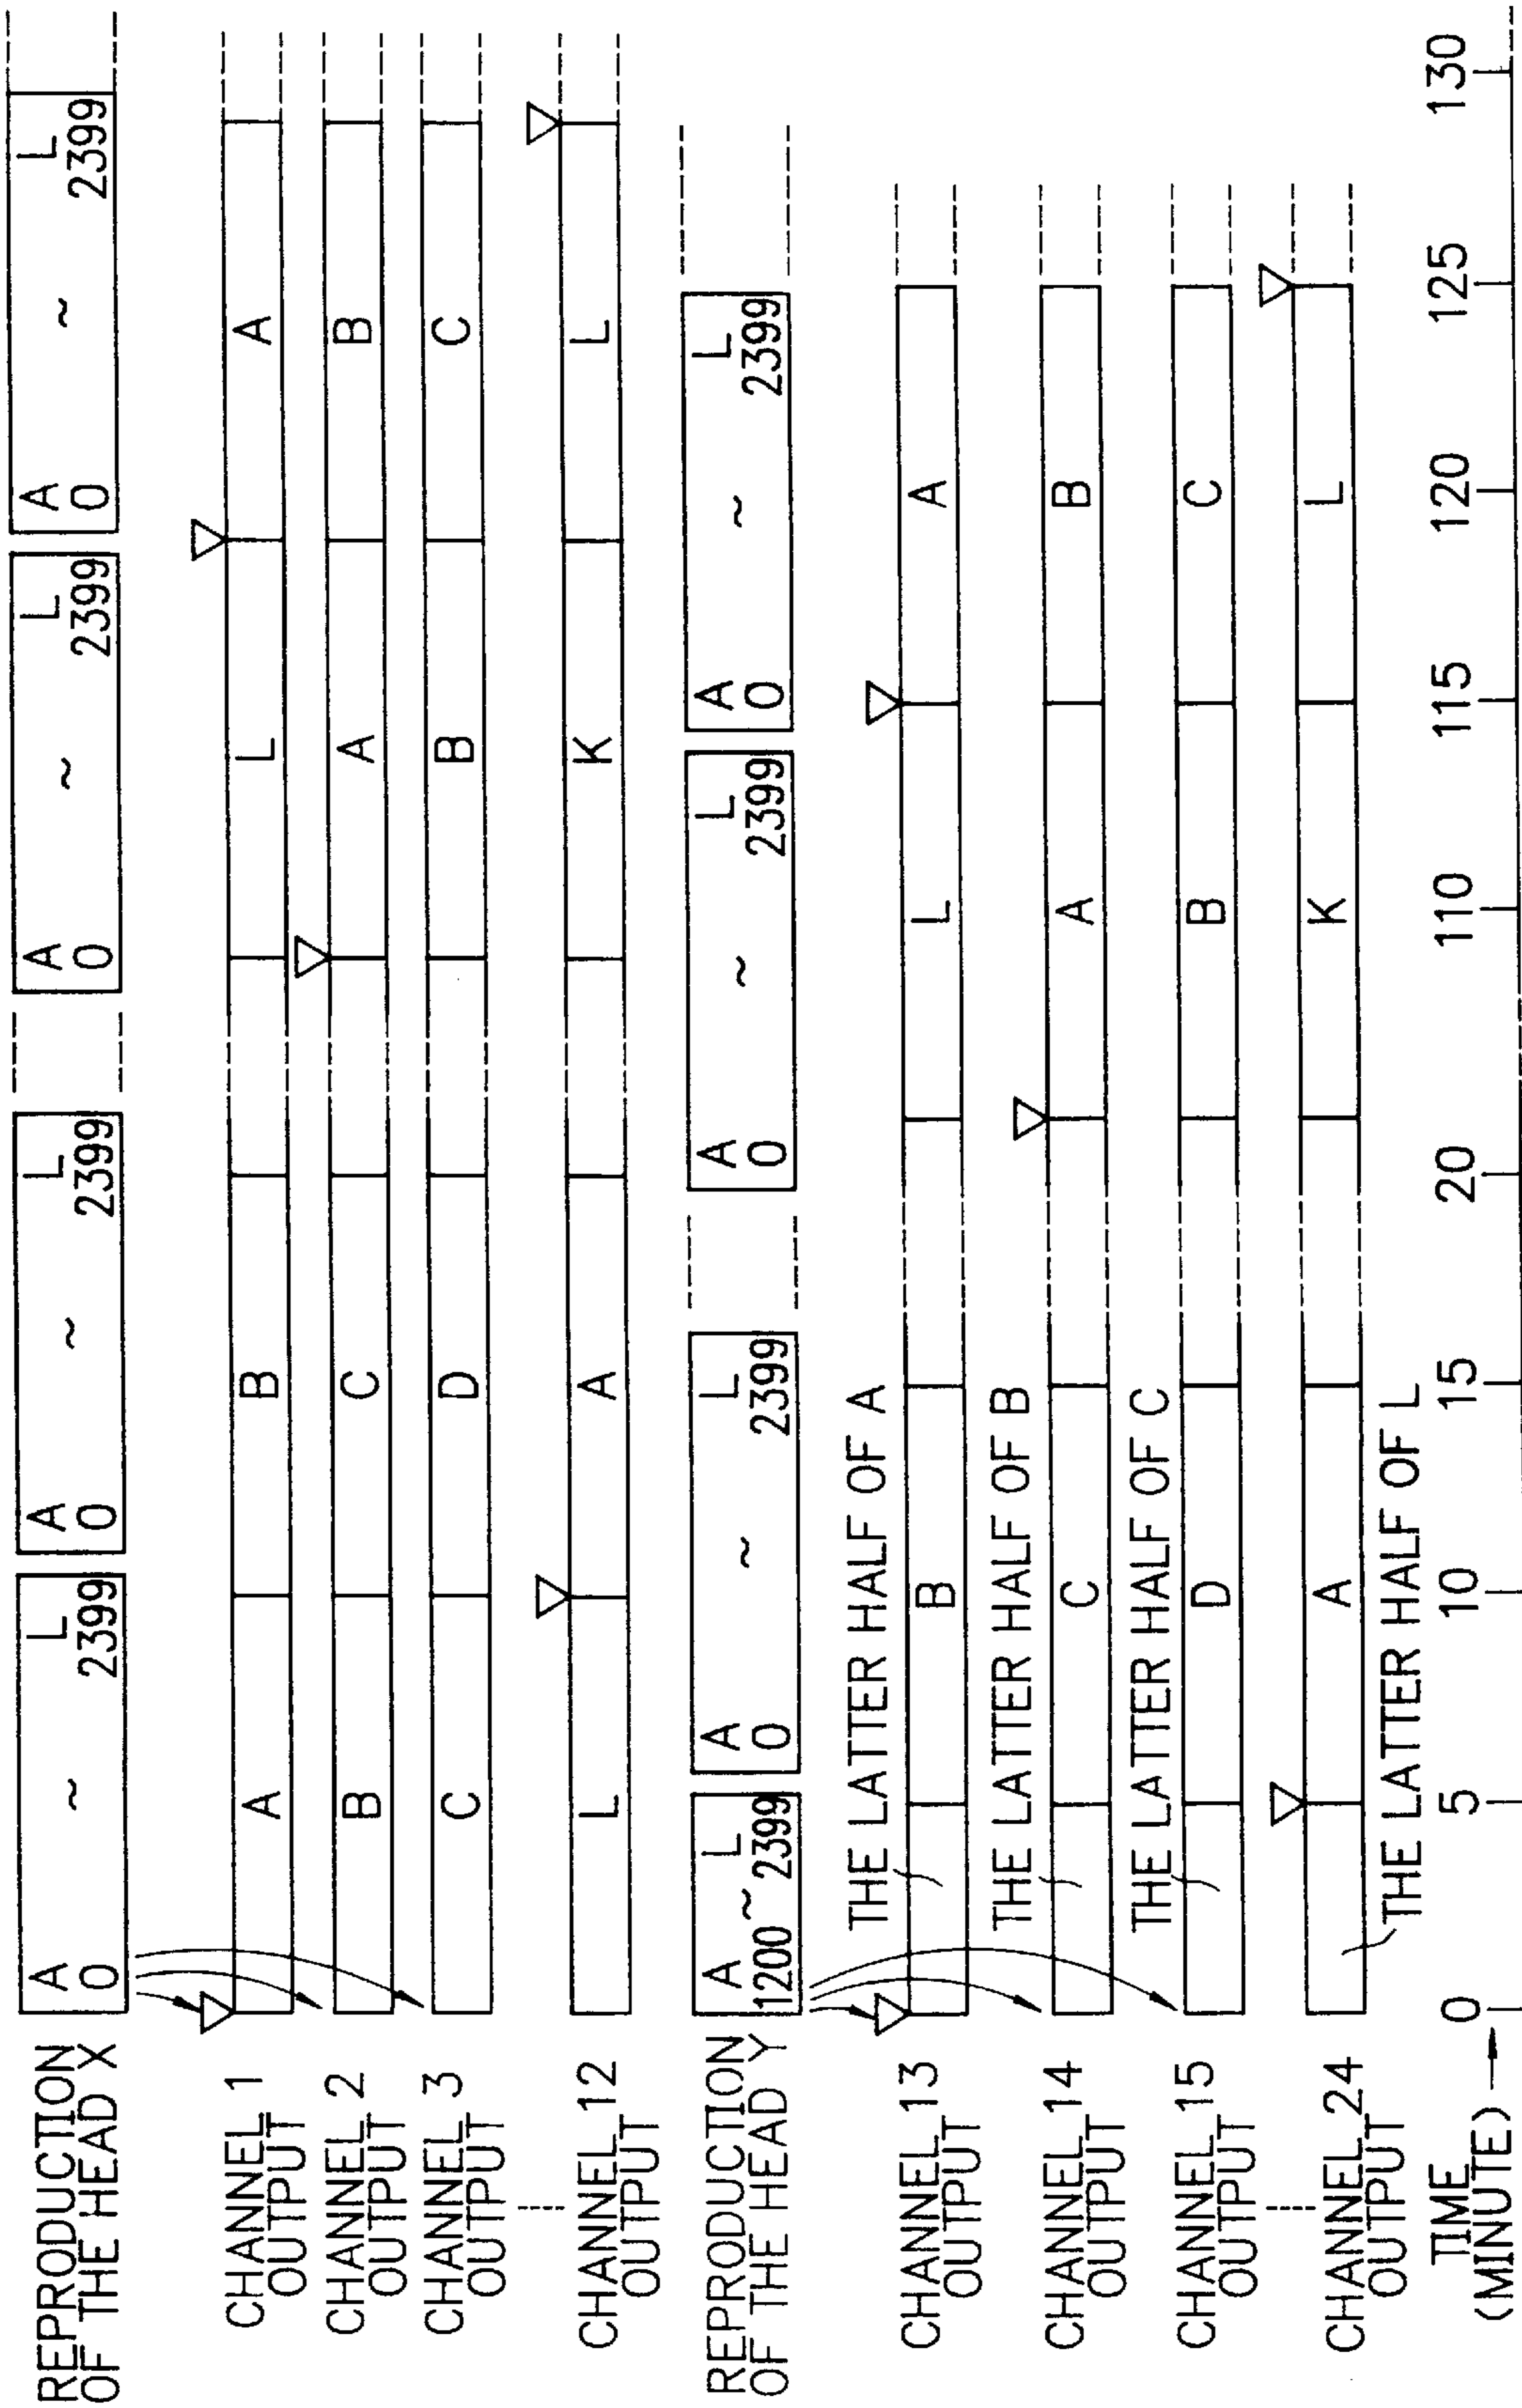 REPRODUCTION
OF THE HEAD X
A L A L A L A L
0 ~ 2399 0 ~ 2399 0 ~ 2399 0 ~ 2399
CHANNEL 1
OUTPUT
A B L A
CHANNEL 2
OUTPUT
B C A B
CHANNEL 3
OUTPUT
C D B C
CHANNEL 12
OUTPUT
L A K L
REPRODUCTION
OF THE HEAD Y
A L A L A L A L
1200 ~ 2399 0 ~ 2399 0 ~ 2399 0 ~ 2399
THE LATTER HALF OF A
CHANNEL 13
OUTPUT
B L A
THE LATTER HALF OF B
CHANNEL 14
OUTPUT
C A B
THE LATTER HALF OF C
CHANNEL 15
OUTPUT
D B C
CHANNEL 24
OUTPUT
A K L
THE LATTER HALF OF L
TIME
(MINUTE)
0 5 10 15 20 110 115 120 125 130